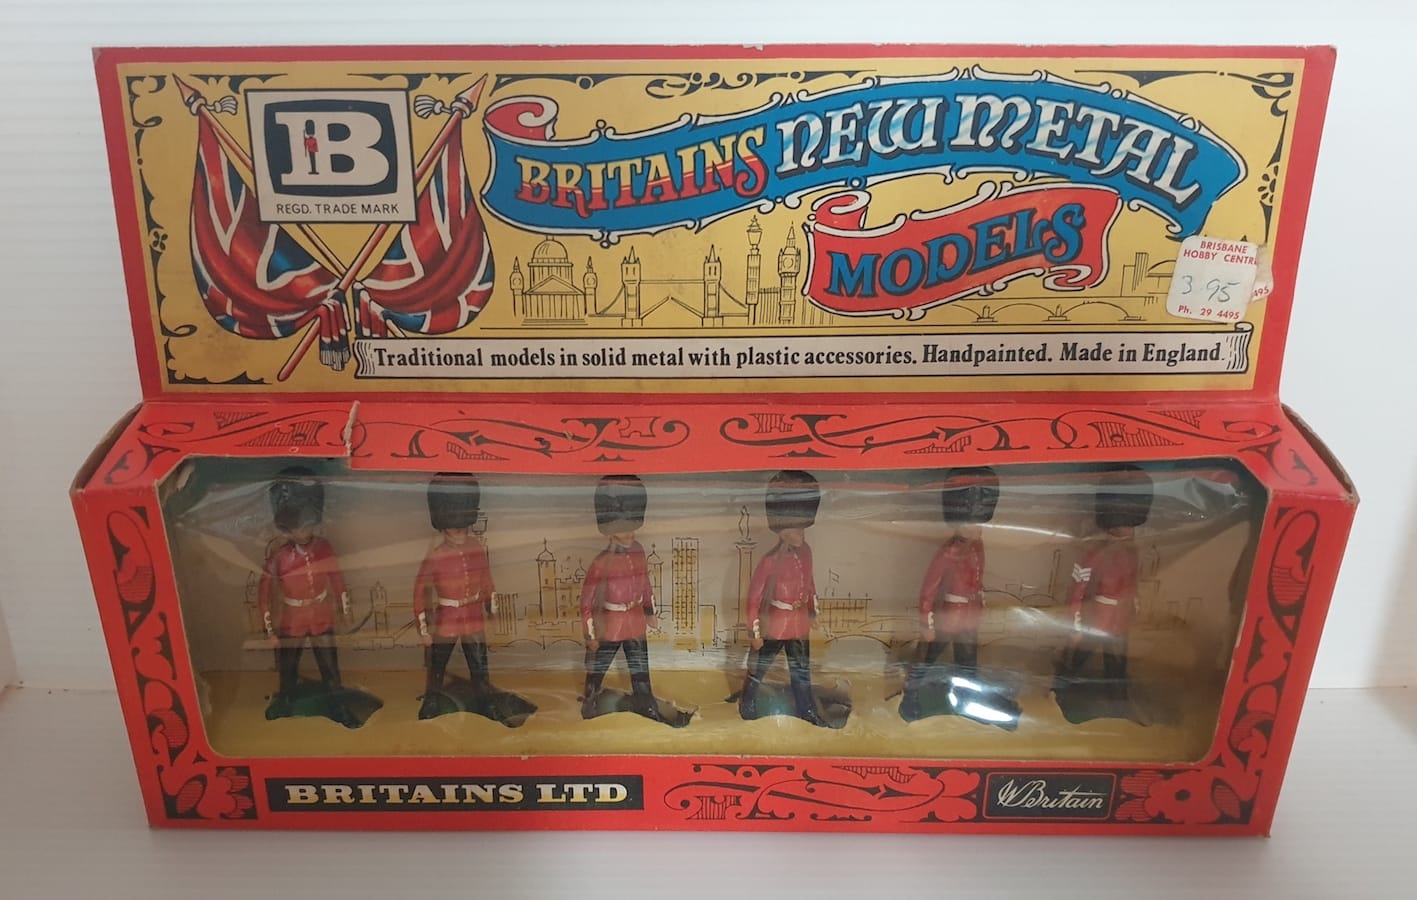 B
REGD. TRADE MARK
BRITAINS NEW METAL
MODELS
BRISBANE
HOBBY CENTRE
3.95
Ph. 29 4495
495
Traditional models in solid metal with plastic accessories. Handpainted. Made in England.
BRITAINS LTD
W Britain